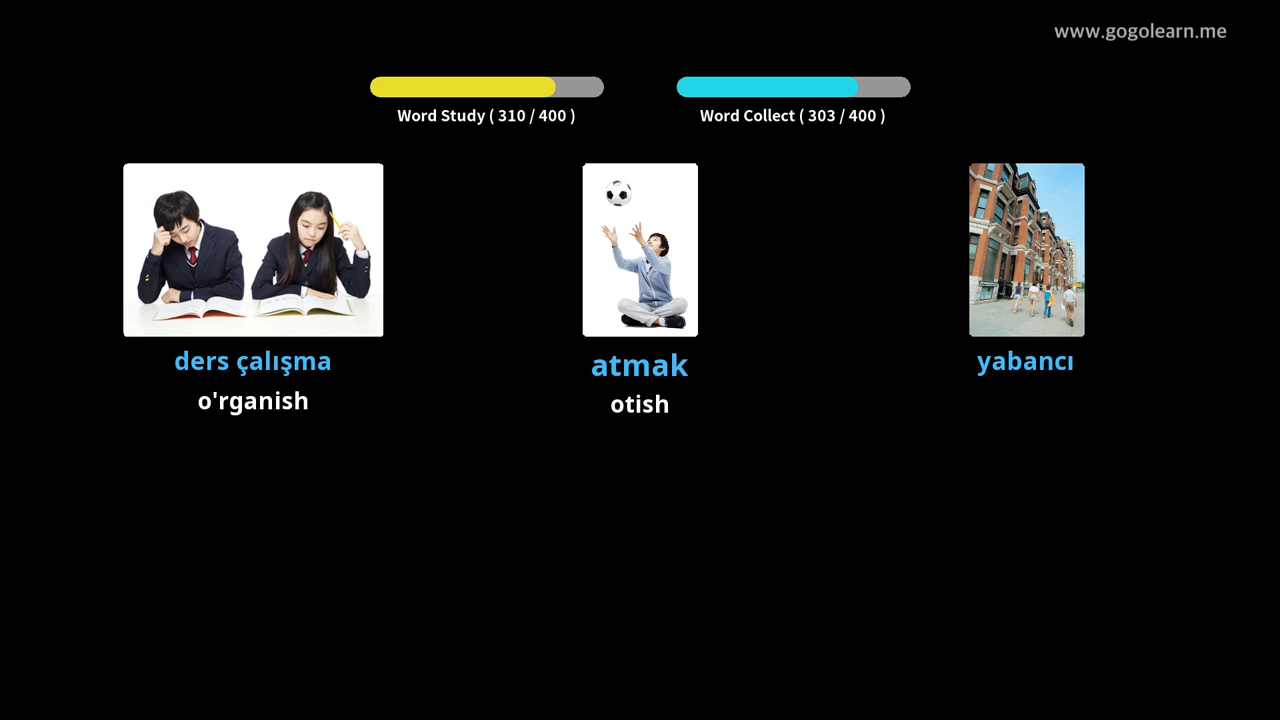 www.gogolearn.me
Word Study ( 310 / 400 )
Word Collect ( 303 / 400 )
ders çalışma
o'rganish
atmak
otish
yabancı